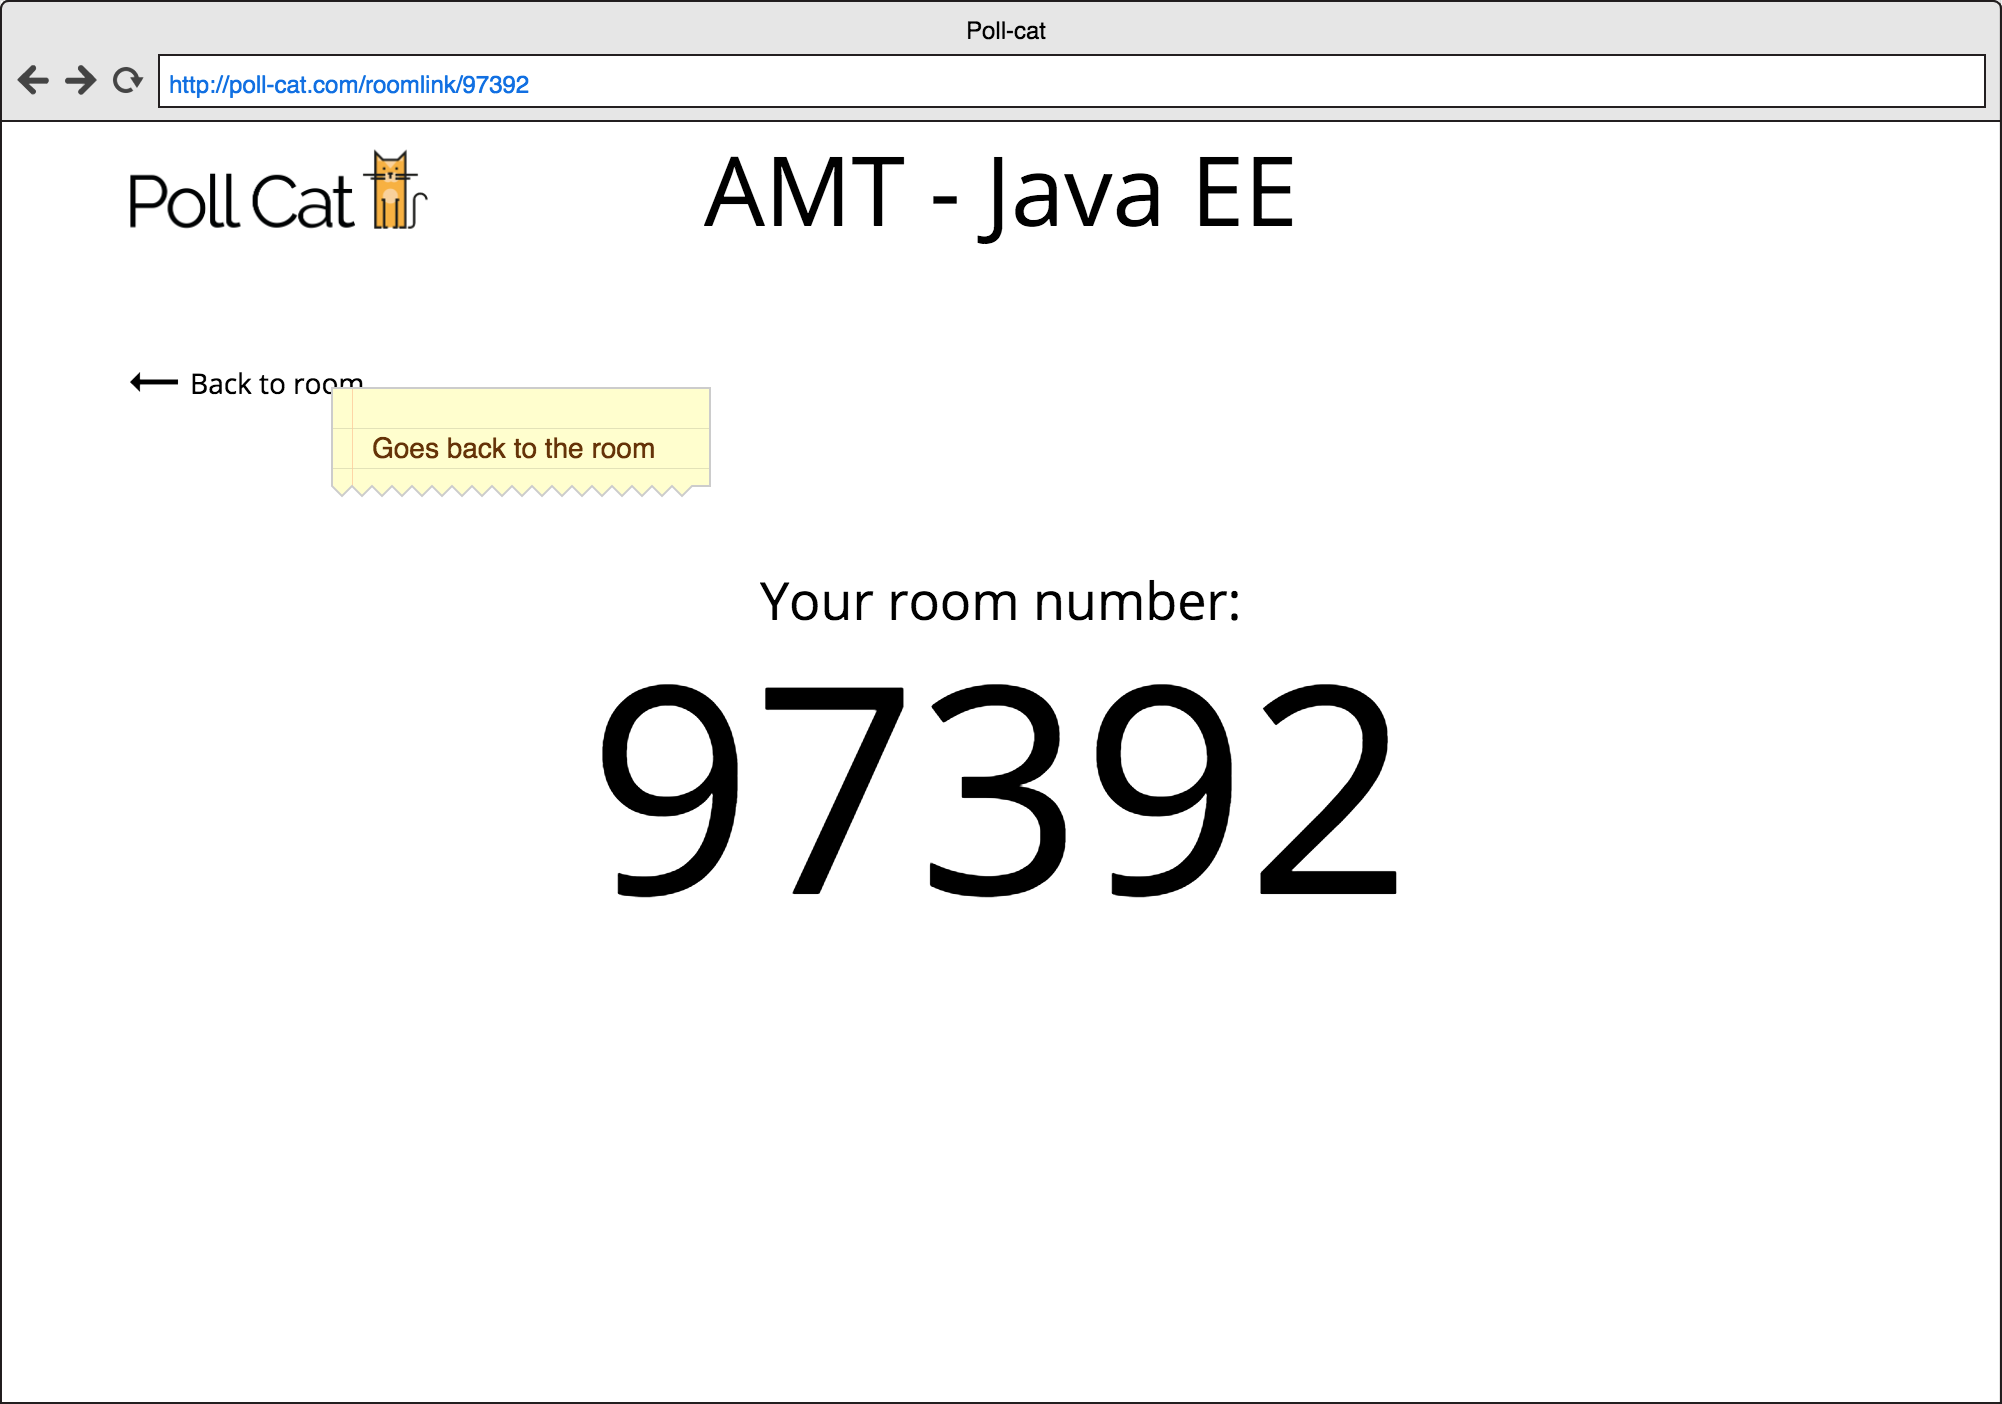 Poll-cat
http://poll-cat.com/roomlink/97392
Poll Cat
AMT - Java EE
Back to room
Goes back to the room
Your room number:
97392